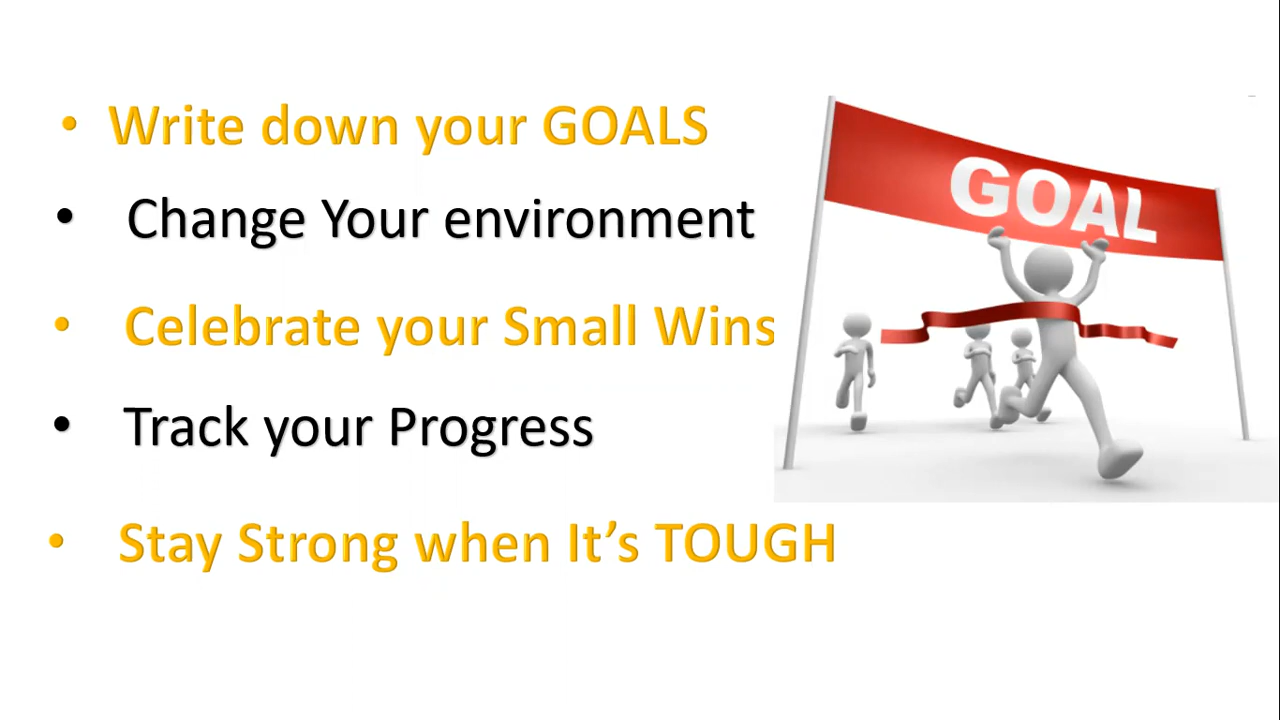 • Write down your GOALS
• Change Your environment
• Celebrate your Small Wins
• Track your Progress
• Stay Strong when It’s TOUGH
GOAL